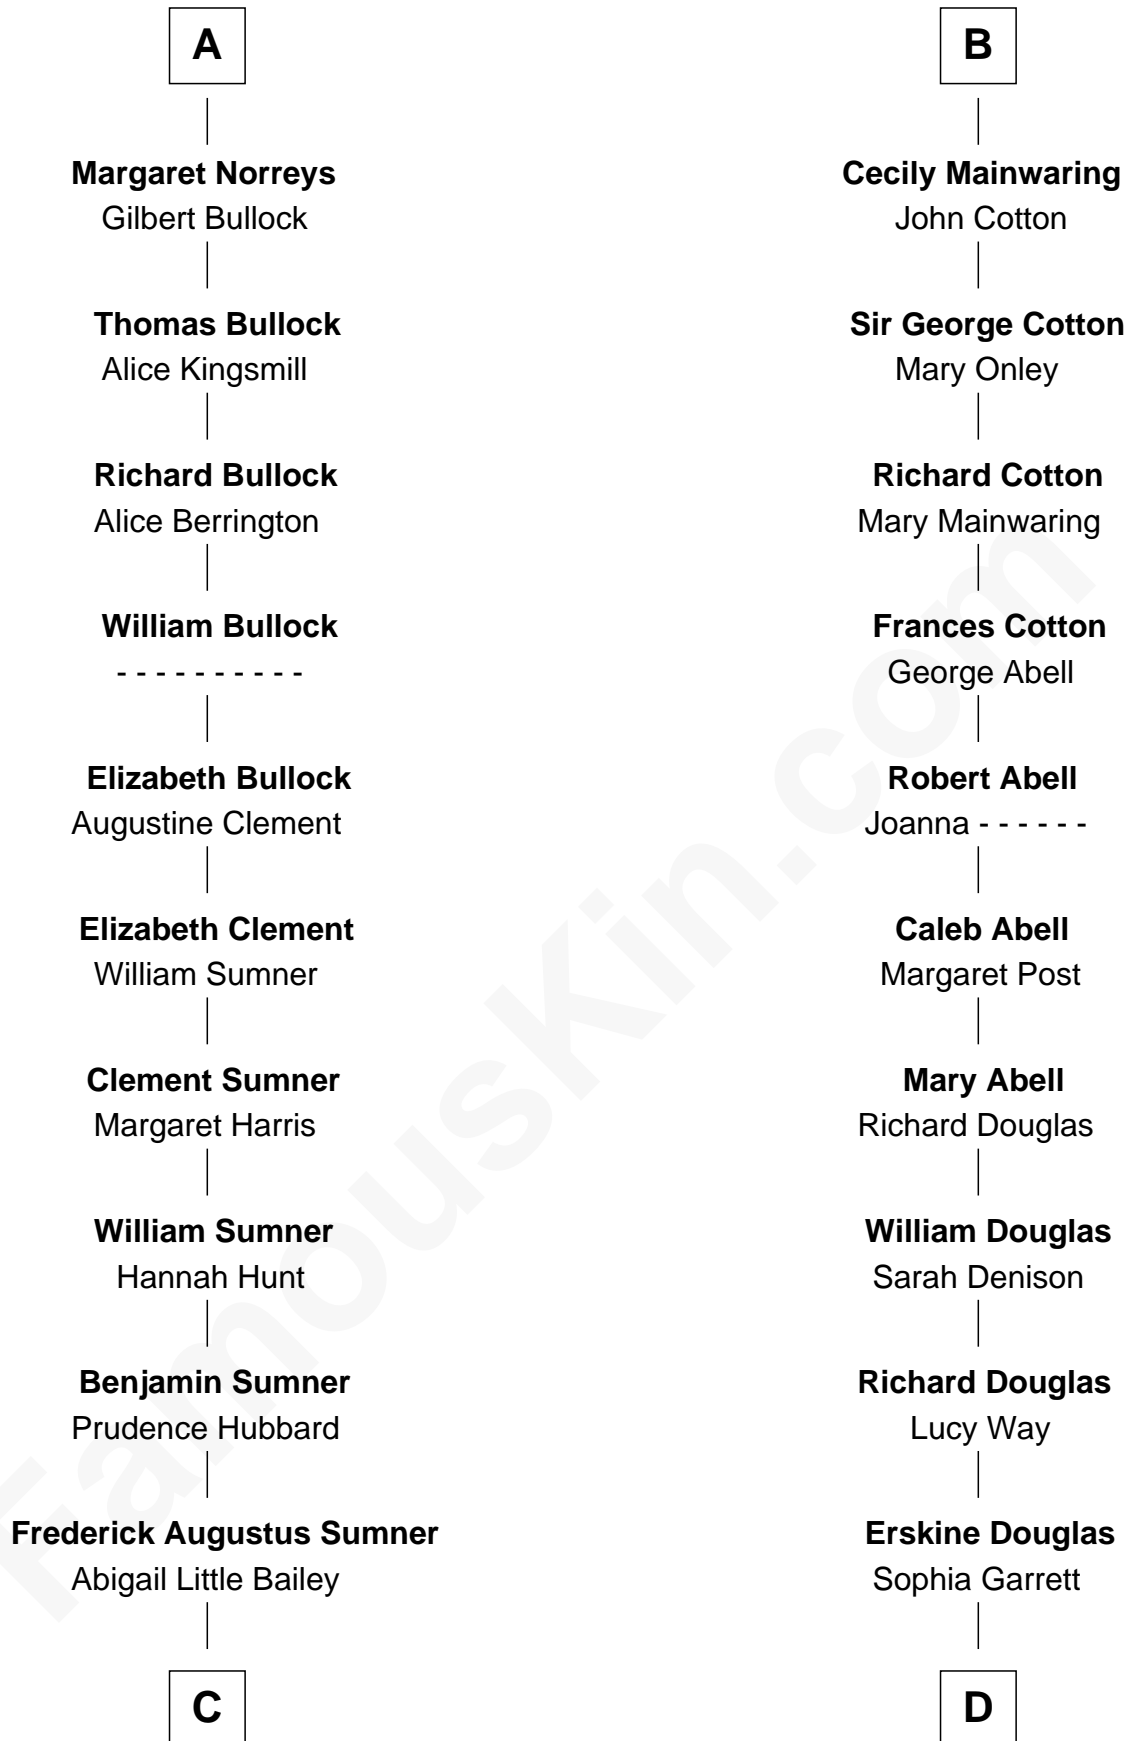 A
B
Margaret Norreys
Gilbert Bullock
Cecily Mainwaring
John Cotton
Thomas Bullock
Alice Kingsmill
Sir George Cotton
Mary Onley
Richard Bullock
Alice Berrington
Richard Cotton
Mary Mainwaring
William Bullock
- - - - - - - - - -
Frances Cotton
George Abell
Elizabeth Bullock
Augustine Clement
Robert Abell
Joanna - - - - - -
Elizabeth Clement
William Sumner
Caleb Abell
Margaret Post
Clement Sumner
Margaret Harris
Mary Abell
Richard Douglas
William Sumner
Hannah Hunt
William Douglas
Sarah Denison
Benjamin Sumner
Prudence Hubbard
Richard Douglas
Lucy Way
Frederick Augustus Sumner
Abigail Little Bailey
Erskine Douglas
Sophia Garrett
C
D
FamousKin.com